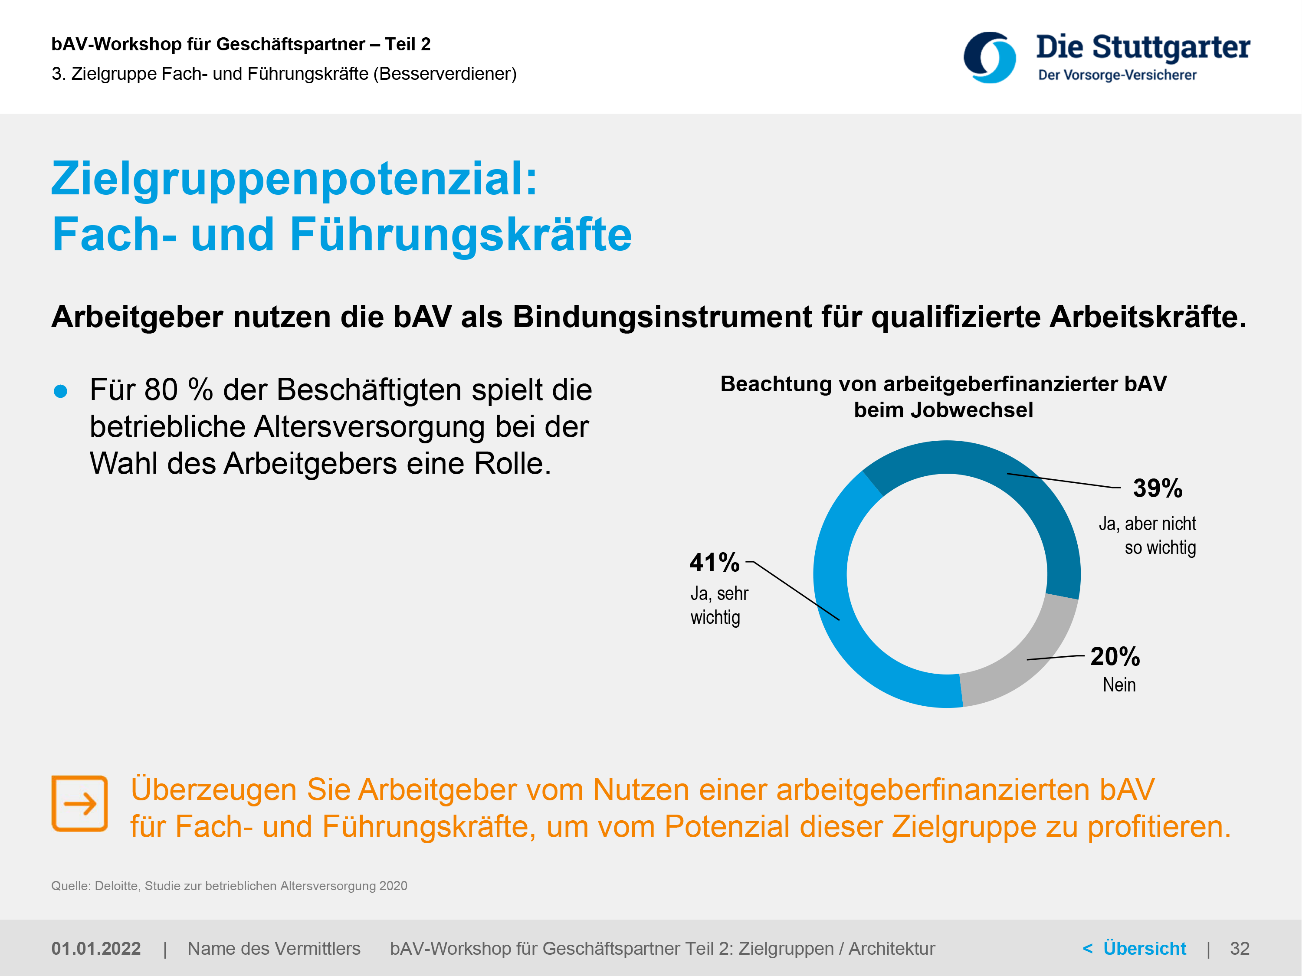 bAV-Workshop für Geschäftspartner – Teil 2
3. Zielgruppe Fach- und Führungskräfte (Besserverdiener)
Die Stuttgarter
Der Vorsorge-Versicherer
Zielgruppenpotenzial:
Fach- und Führungskräfte
Arbeitgeber nutzen die bAV als Bindungsinstrument für qualifizierte Arbeitskräfte.
● Für 80 % der Beschäftigten spielt die
betriebliche Altersversorgung bei der
Wahl des Arbeitgebers eine Rolle.
Beachtung von arbeitgeberfinanzierter bAV
beim Jobwechsel
39%
Ja, aber nicht
so wichtig
41%
Ja, sehr
wichtig
20%
Nein
Überzeugen Sie Arbeitgeber vom Nutzen einer arbeitgeberfinanzierten bAV
für Fach- und Führungskräfte, um vom Potenzial dieser Zielgruppe zu profitieren.
Quelle: Deloitte, Studie zur betrieblichen Altersversorgung 2020
01.01.2022 | Name des Vermittlers bAV-Workshop für Geschäftspartner Teil 2: Zielgruppen / Architektur < Übersicht | 32